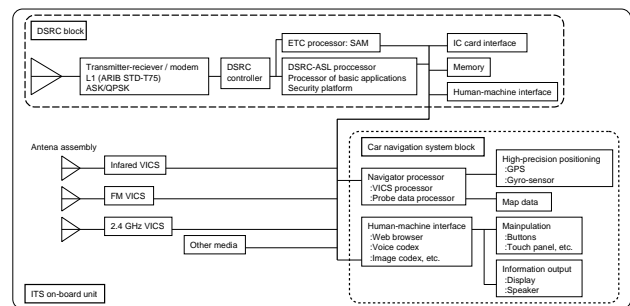 DSRC block
Transmitter-reciever / modem
L1 (ARIB STD-T75)
ASK/QPSK
DSRC
controller
ETC processor: SAM
DSRC-ASL processor
Processor of basic applications
Security platform
IC card interface
Memory
Human-machine interface
Antena assembly
Infared VICS
FM VICS
2.4 GHz VICS
Other media
Car navigation system block
Navigator processor
:VICS processor
:Probe data processor
High-precision positioning
:GPS
:Gyro-sensor
Map data
Human-machine interface
:Web browser
:Voice codex
:Image codex, etc.
Mainpulation
:Buttons
:Touch panel, etc.
Information output
:Display
:Speaker
ITS on-board unit